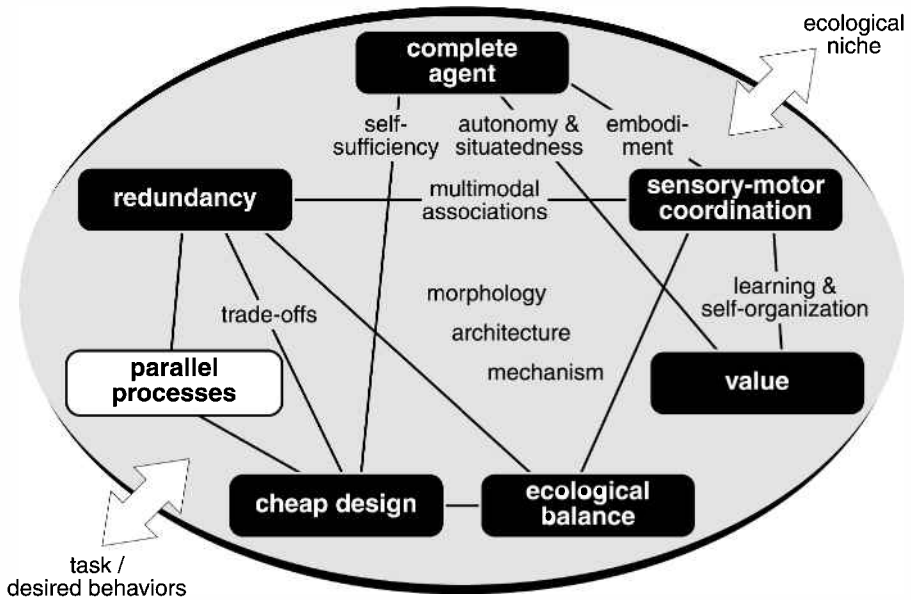 ecological
niche
complete
agent
self-
sufficiency
autonomy &
situatedness
embodi-
ment
redundancy
multimodal
associations
sensory-motor
coordination
morphology
architecture
mechanism
trade-offs
learning &
self-organization
parallel
processes
value
cheap design
ecological
balance
task /
desired behaviors